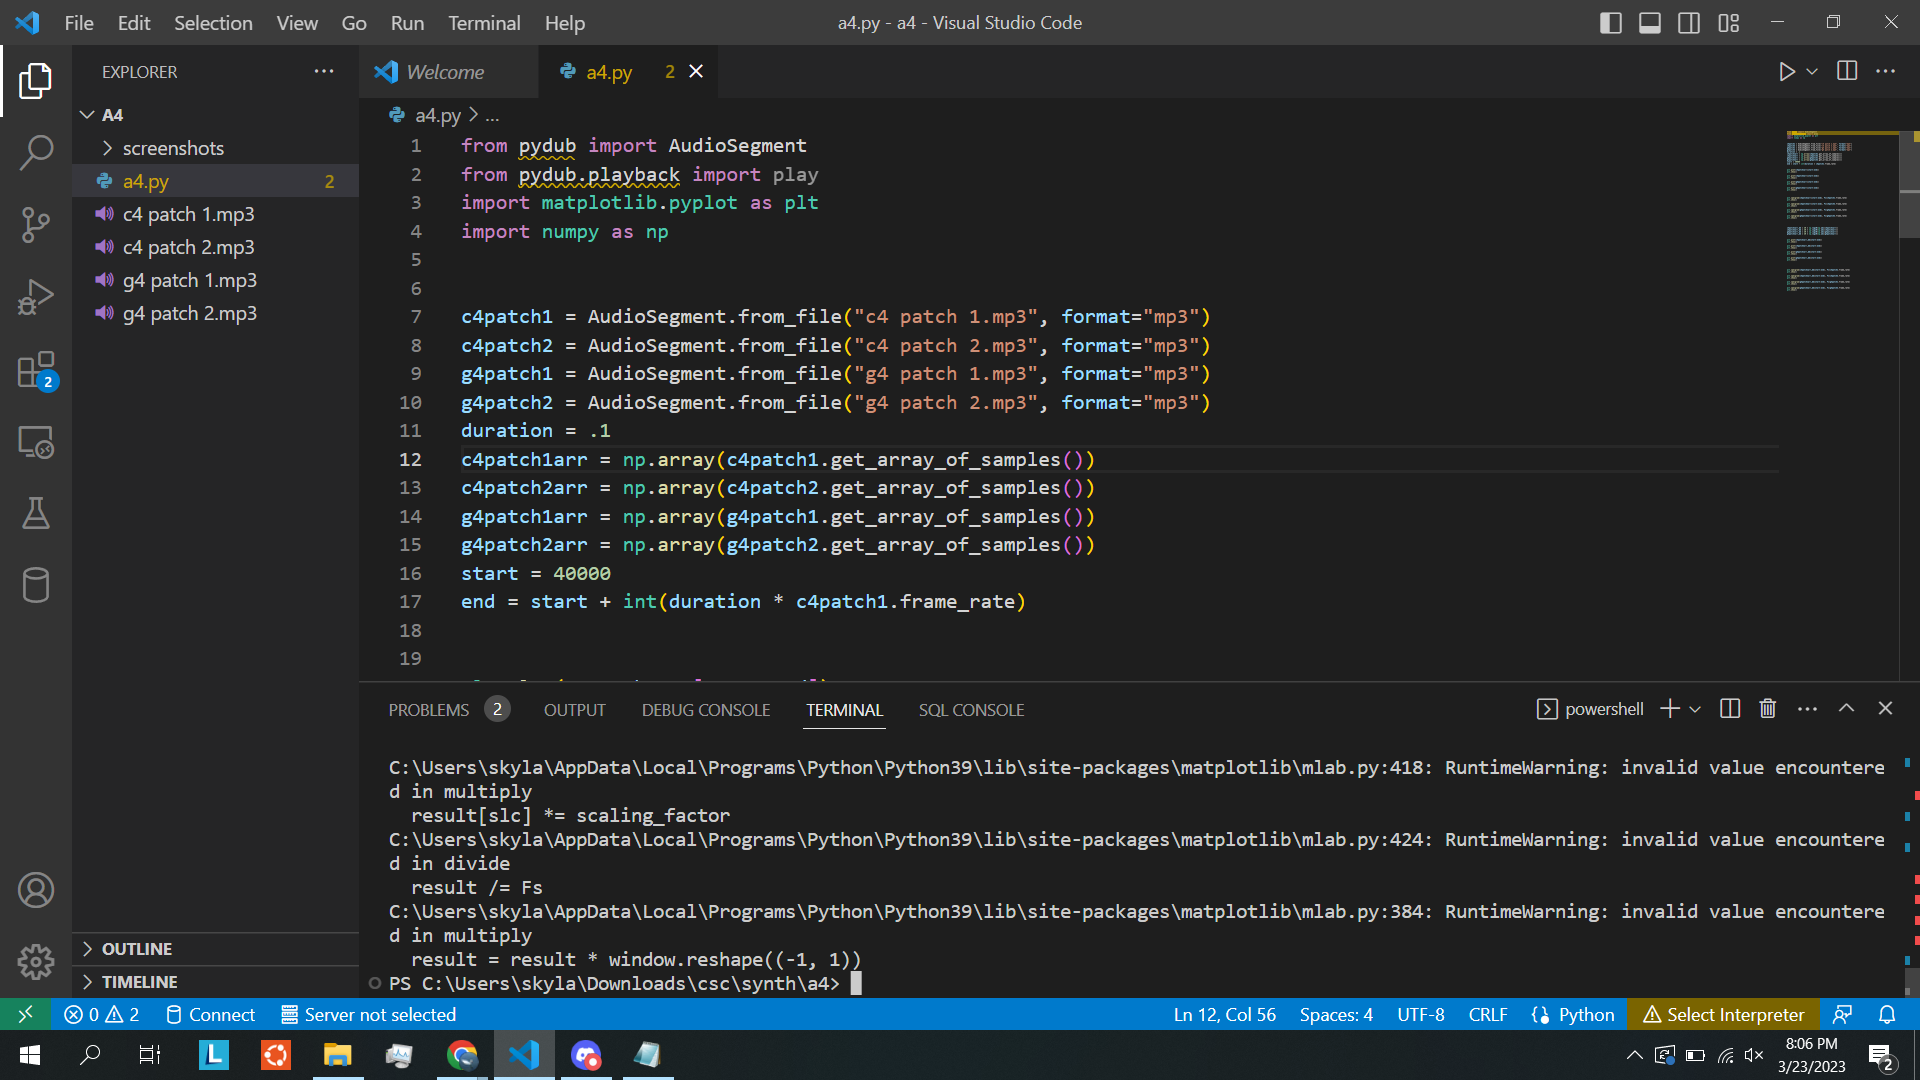 File Edit Selection View Go Run Terminal Help
a4.py - a4 - Visual Studio Code
EXPLORER
Welcome
a4.py 2
A4
screenshots
a4.py 2
c4 patch 1.mp3
c4 patch 2.mp3
g4 patch 1.mp3
g4 patch 2.mp3
2
OUTLINE
TIMELINE
a4.py > ...
1 from pydub import AudioSegment
2 from pydub.playback import play
3 import matplotlib.pyplot as plt
4 import numpy as np
5
6
7 c4patch1 = AudioSegment.from_file("c4 patch 1.mp3", format="mp3")
8 c4patch2 = AudioSegment.from_file("c4 patch 2.mp3", format="mp3")
9 g4patch1 = AudioSegment.from_file("g4 patch 1.mp3", format="mp3")
10 g4patch2 = AudioSegment.from_file("g4 patch 2.mp3", format="mp3")
11 duration = .1
12 c4patch1arr = np.array(c4patch1.get_array_of_samples())
13 c4patch2arr = np.array(c4patch2.get_array_of_samples())
14 g4patch1arr = np.array(g4patch1.get_array_of_samples())
15 g4patch2arr = np.array(g4patch2.get_array_of_samples())
16 start = 40000
17 end = start + int(duration * c4patch1.frame_rate)
18
19
PROBLEMS 2 OUTPUT DEBUG CONSOLE TERMINAL SQL CONSOLE
powershell
C:\Users\skyla\AppData\Local\Programs\Python\Python39\lib\site-packages\matplotlib\mlab.py:418: RuntimeWarning: invalid value encountere
d in multiply
result[slc] *= scaling_factor
C:\Users\skyla\AppData\Local\Programs\Python\Python39\lib\site-packages\matplotlib\mlab.py:424: RuntimeWarning: invalid value encountere
d in divide
result /= Fs
C:\Users\skyla\AppData\Local\Programs\Python\Python39\lib\site-packages\matplotlib\mlab.py:384: RuntimeWarning: invalid value encountere
d in multiply
result = result * window.reshape((-1, 1))
PS C:\Users\skyla\Downloads\csc\synth\a4>
0 2 Connect Server not selected
Ln 12, Col 56 Spaces: 4 UTF-8 CRLF Python Select Interpreter
L
8:06 PM
3/23/2023
2